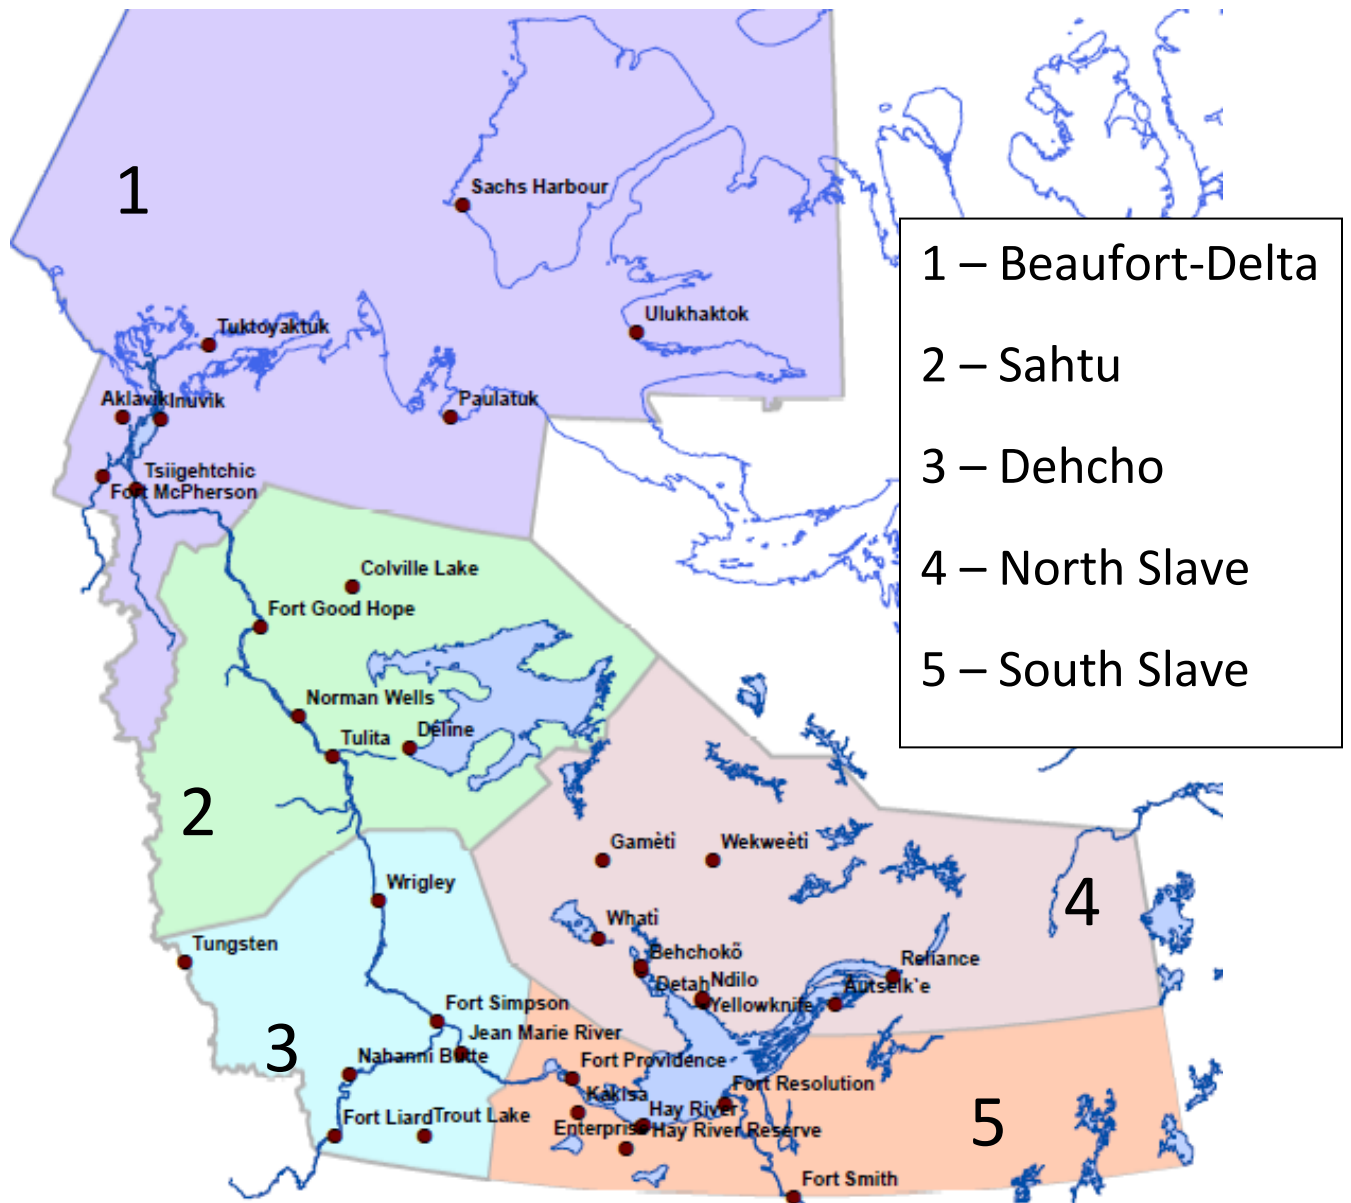 1
Sachs Harbour
1 – Beaufort-Delta
2 – Sahtu
3 – Dehcho
4 – North Slave
5 – South Slave
Ulukhaktok
Tuktoyaktuk
Aklavik
Inuvik
Paulatuk
Tsiigehtchic
Fort McPherson
Colville Lake
Fort Good Hope
Norman Wells
Déline
Tulita
2
Gamètì
Wekweètì
Wrigley
4
Whatì
Tungsten
Behchokõ
Reliance
Detah
Ndilo
Autselk`e
Yellowknife
Fort Simpson
3
Jean Marie River
Nahanni Butte
Fort Providence
Fort Resolution
Kakisa
Hay River
Fort Liard
Trout Lake
5
Enterprise
Hay River Reserve
Fort Smith